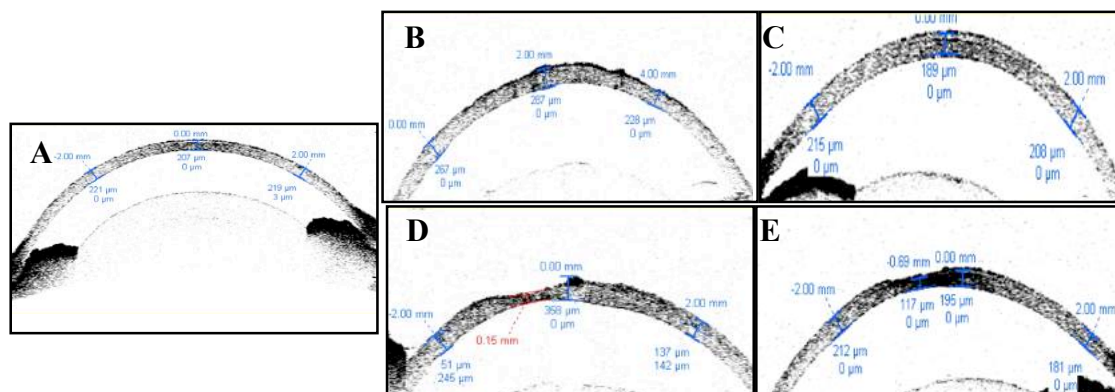 A
0.00 mm
207 µm
0 µm
-2.00 mm
221 µm
0 µm
2.00 mm
219 µm
3 µm
B
2.00 mm
287 µm
0 µm
4.00 mm
228 µm
0 µm
0.00 mm
267 µm
0 µm
C
0.00 mm
189 µm
0 µm
-2.00 mm
215 µm
0 µm
2.00 mm
208 µm
0 µm
D
0.00 mm
358 µm
0 µm
-2.00 mm
51 µm
245 µm
0.15 mm
2.00 mm
137 µm
142 µm
E
-0.69 mm
117 µm
0 µm
0.00 mm
195 µm
0 µm
-2.00 mm
212 µm
0 µm
2.00 mm
181 µm
0 µm